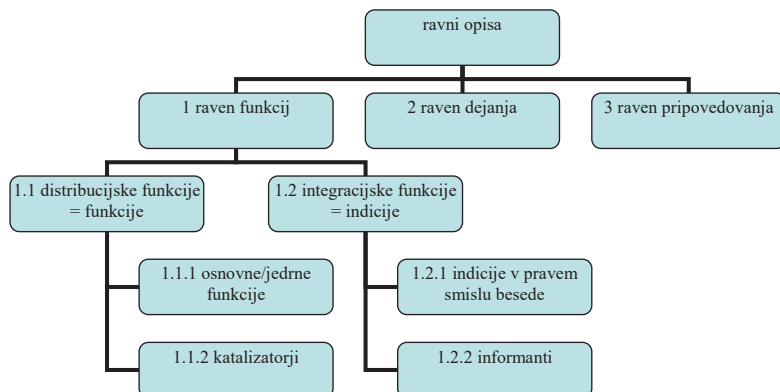 ravni opisa
1 raven funkcij
2 raven dejanja
3 raven pripovedovanja
1.1 distribucijske funkcije
= funkcije
1.2 integracijske funkcije
= indicije
1.1.1 osnovne/jedrne
funkcije
1.2.1 indicije v pravem
smislu besede
1.1.2 katalizatorji
1.2.2 informanti